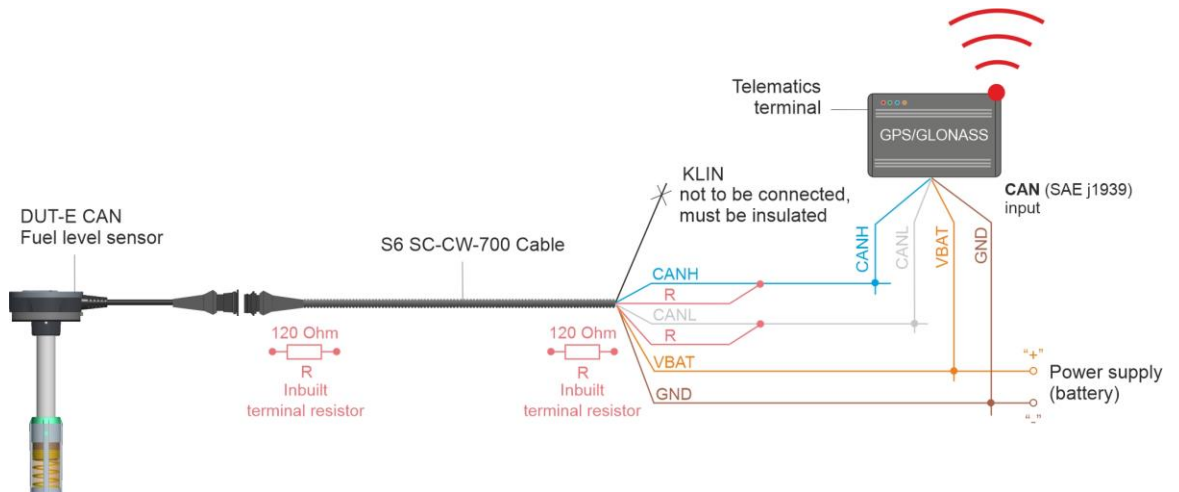 Telematics
terminal
GPS/GLONASS
CAN (SAE j1939)
input
KLIN
not to be connected,
must be insulated
DUT-E CAN
Fuel level sensor
S6 SC-CW-700 Cable
CANH
CANL
VBAT
GND
CANH
R
CANL
R
VBAT
GND
120 Ohm
R
Inbuilt
terminal resistor
120 Ohm
R
Inbuilt
terminal resistor
“+”
Power supply
(battery)
“-”